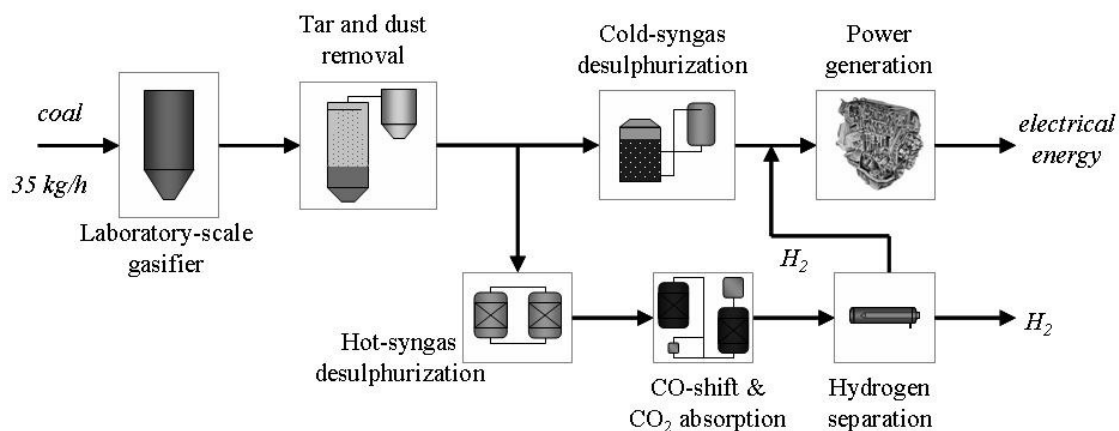 Tar and dust
removal
Cold-syngas
desulphurization
Power
generation
coal
35 kg/h
electrical
energy
Laboratory-scale
gasifier
H₂
H₂
Hot-syngas
desulphurization
CO-shift &
CO₂ absorption
Hydrogen
separation